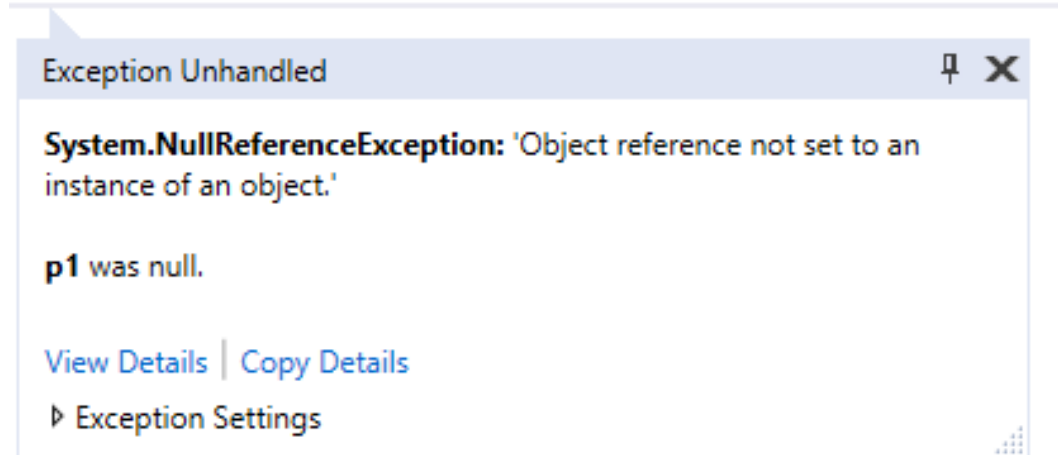 Exception Unhandled
System.NullReferenceException: 'Object reference not set to an
instance of an object.'
p1 was null.
View Details | Copy Details
Exception Settings